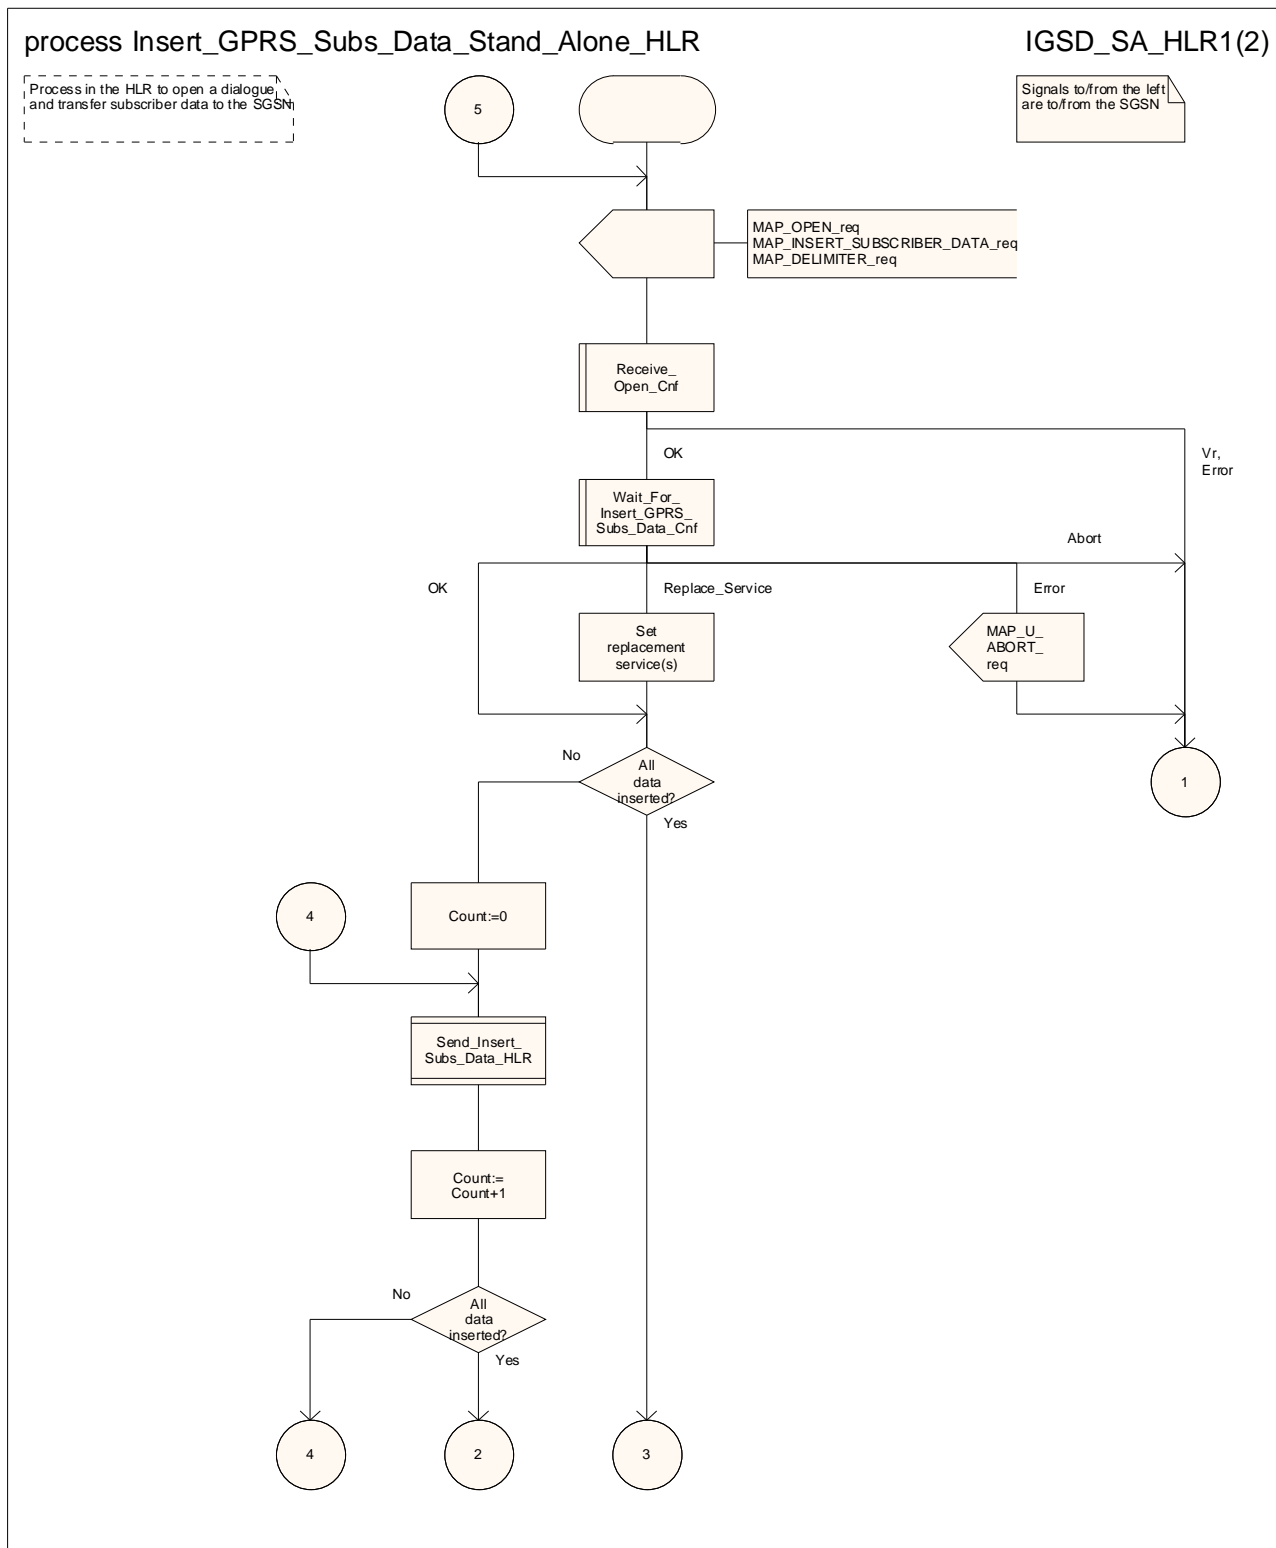 process Insert_GPRS_Subs_Data_Stand_Alone_HLR
IGSD_SA_HLR1(2)
Process in the HLR to open a dialogue
and transfer subscriber data to the SGSN
5
Signals to/from the left
are to/from the SGSN
MAP_OPEN_req
MAP_INSERT_SUBSCRIBER_DATA_req
MAP_DELIMITER_req
Receive_
Open_Cnf
OK
Vr,
Error
Wait_For_
Insert_GPRS_
Subs_Data_Cnf
Abort
OK
Replace_Service
Error
Set
replacement
service(s)
MAP_U_
ABORT_
req
No
All
data
inserted?
Yes
1
4
Count:=0
Send_Insert_
Subs_Data_HLR
Count:=
Count+1
No
All
data
inserted?
Yes
4
2
3